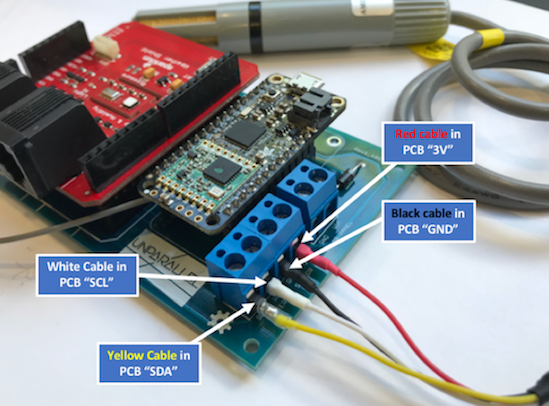 Red cable in
PCB "3V"
Black cable in
PCB "GND"
White Cable in
PCB "SCL"
UNPARALLEL
Yellow Cable in
PCB "SDA"